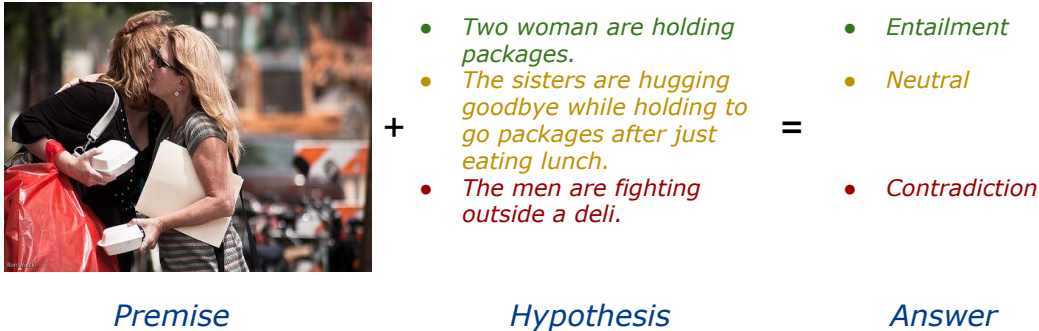 ● Two woman are holding
packages.
● The sisters are hugging
goodbye while holding to
go packages after just
eating lunch.
● The men are fighting
outside a deli.
+
=
● Entailment
● Neutral
● Contradiction
Premise
Hypothesis
Answer